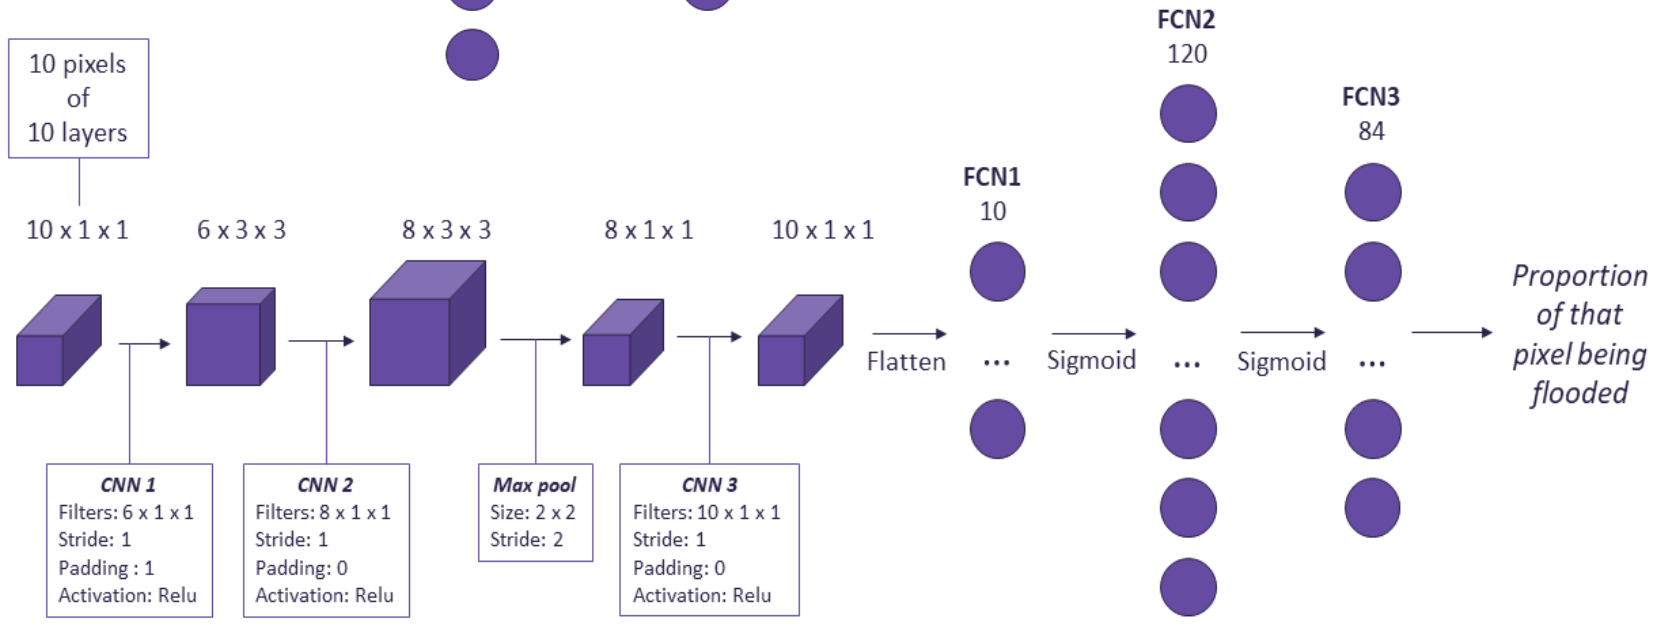 10 pixels
of
10 layers
10 x 1 x 1
6 x 3 x 3
8 x 3 x 3
8 x 1 x 1
10 x 1 x 1
CNN 1
Filters: 6 x 1 x 1
Stride: 1
Padding : 1
Activation: Relu
CNN 2
Filters: 8 x 1 x 1
Stride: 1
Padding: 0
Activation: Relu
Max pool
Size: 2 x 2
Stride: 2
CNN 3
Filters: 10 x 1 x 1
Stride: 1
Padding: 0
Activation: Relu
Flatten
FCN1
10
...
Sigmoid
FCN2
120
...
Sigmoid
FCN3
84
...
Proportion
of that
pixel being
flooded